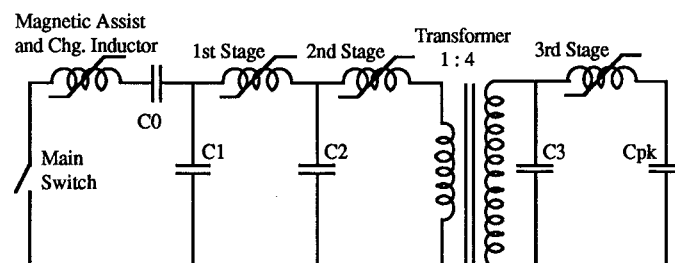 Magnetic Assist
and Chg. Inductor
1st Stage
2nd Stage
Transformer
1 : 4
3rd Stage
C0
C1
C2
C3
Cpk
Main
Switch